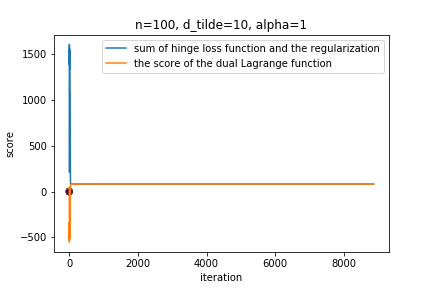 n=100, d_tilde=10, alpha=1
sum of hinge loss function and the regularization
the score of the dual Lagrange function
1500
1000
500
0
−500
score
0 2000 4000 6000 8000
iteration